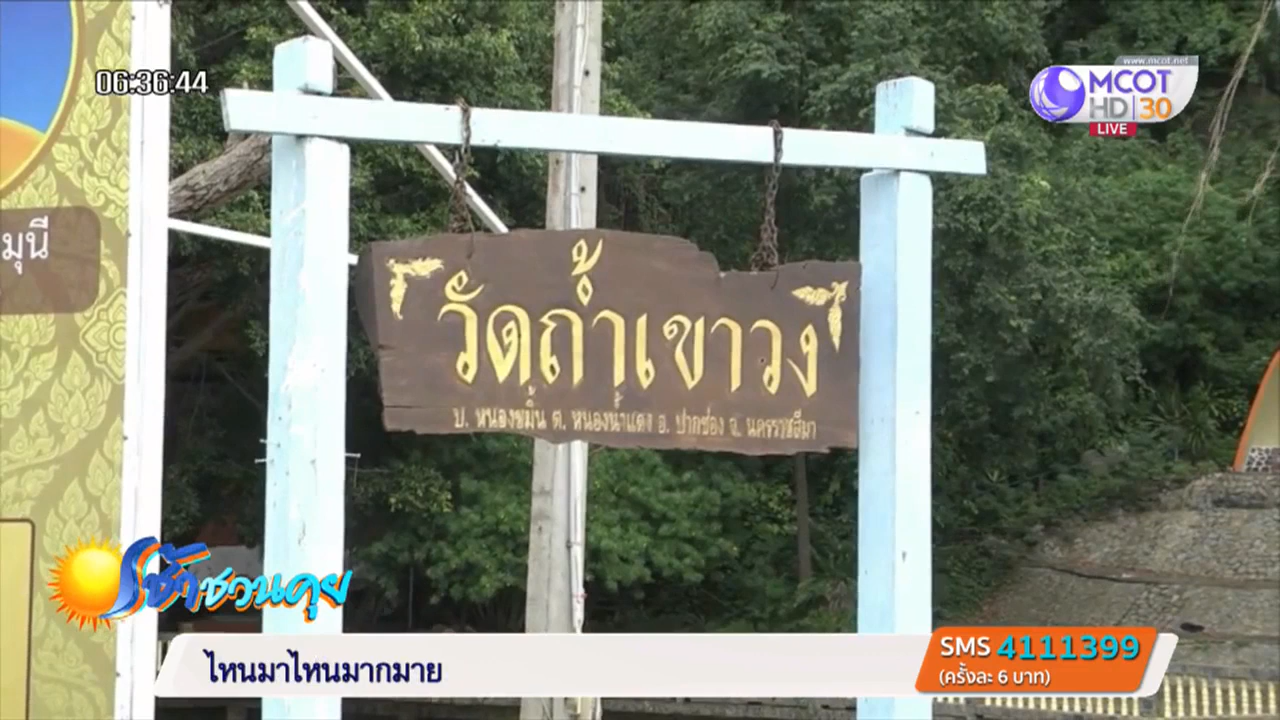 06:36:44
www.mcot.net
MCOT
HD 30
LIVE
มุนี
วัดถ้ำเขาวง
บ. หนองขมิ้น ต. หนองน้ำแดง อ. ปากช่อง จ. นครราชสีมา
เช้าชวนคุย
ไหนมาไหนมากมาย
SMS 4111399
(ครั้งละ 6 บาท)